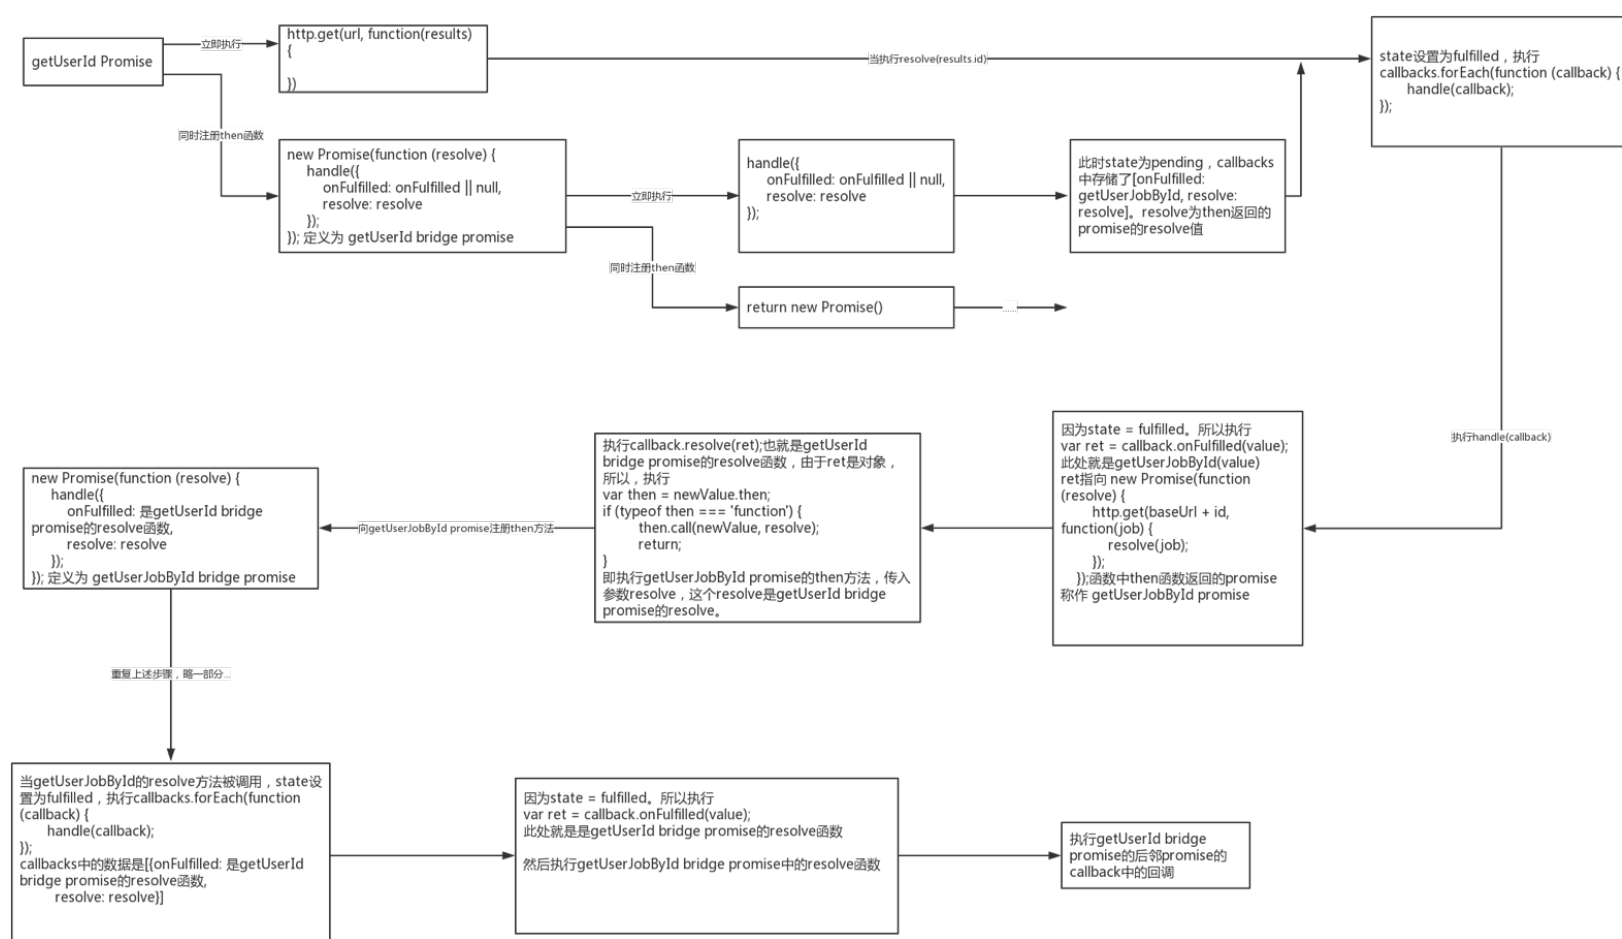 getUserId Promise
立即执行
http.get(url, function(results)
{
})
当执行resolve(results.id)
state设置为fulfilled，执行
callbacks.forEach(function (callback) {
handle(callback);
});
同时注册then函数
new Promise(function (resolve) {
handle({
onFulfilled: onFulfilled || null,
resolve: resolve
});
}); 定义为 getUserId bridge promise
立即执行
handle({
onFulfilled: onFulfilled || null,
resolve: resolve
});
此时state为pending，callbacks
中存储了[onFulfilled:
getUserJobById, resolve:
resolve]。resolve为then返回的
promise的resolve值
同时注册then函数
return new Promise()
......
执行handle(callback)
因为state = fulfilled。所以执行
var ret = callback.onFulfilled(value);
此处就是getUserJobById(value)
ret指向 new Promise(function
(resolve) {
http.get(baseUrl + id,
function(job) {
resolve(job);
});
});函数中then函数返回的promise
称作 getUserJobById promise
执行callback.resolve(ret);也就是getUserId
bridge promise的resolve函数，由于ret是对象，
所以，执行
var then = newValue.then;
if (typeof then === 'function') {
then.call(newValue, resolve);
return;
}
即执行getUserJobById promise的then方法，传入
参数resolve，这个resolve是getUserId bridge
promise的resolve。
向getUserJobById promise注册then方法
new Promise(function (resolve) {
handle({
onFulfilled: 是getUserId bridge
promise的resolve函数,
resolve: resolve
});
}); 定义为 getUserJobById bridge promise
重复上述步骤，略一部分...
当getUserJobById的resolve方法被调用，state设
置为fulfilled，执行callbacks.forEach(function
(callback) {
handle(callback);
});
callbacks中的数据是[{onFulfilled: 是getUserId
bridge promise的resolve函数,
resolve: resolve}]
因为state = fulfilled。所以执行
var ret = callback.onFulfilled(value);
此处就是是getUserId bridge promise的resolve函数
然后执行getUserJobById bridge promise中的resolve函数
执行getUserId bridge
promise的后邻promise的
callback中的回调